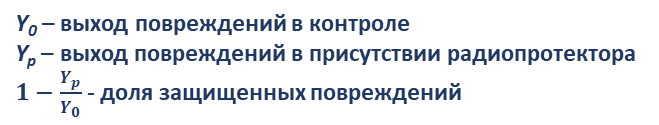 Y₀ – выход повреждений в контроле
Yₚ – выход повреждений в присутствии радиопротектора
1 − Yₚ/Y₀ - доля защищенных повреждений